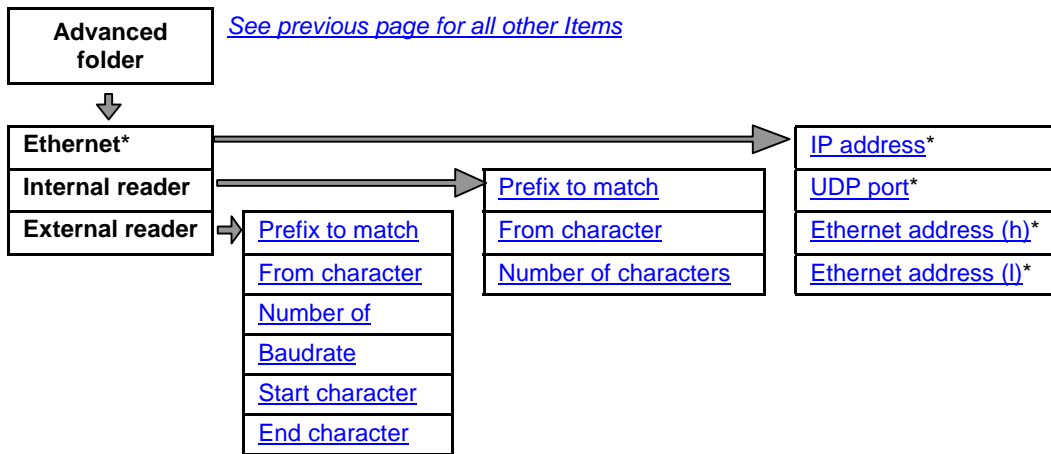 Advanced
folder
See previous page for all other Items
Ethernet*
IP address*
Internal reader
Prefix to match
UDP port*
External reader
Prefix to match
From character
Ethernet address (h)*
From character
Number of characters
Ethernet address (l)*
Number of
Baudrate
Start character
End character